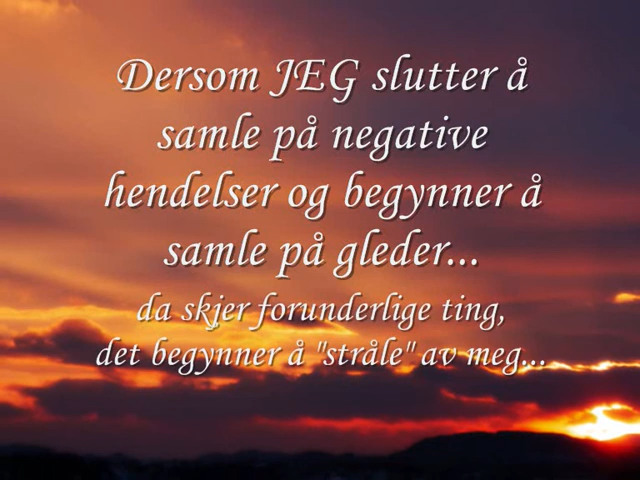 Dersom JEG slutter å
samle på negative
hendelser og begynner å
samle på gleder...
da skjer forunderlige ting,
det begynner å "stråle" av meg...